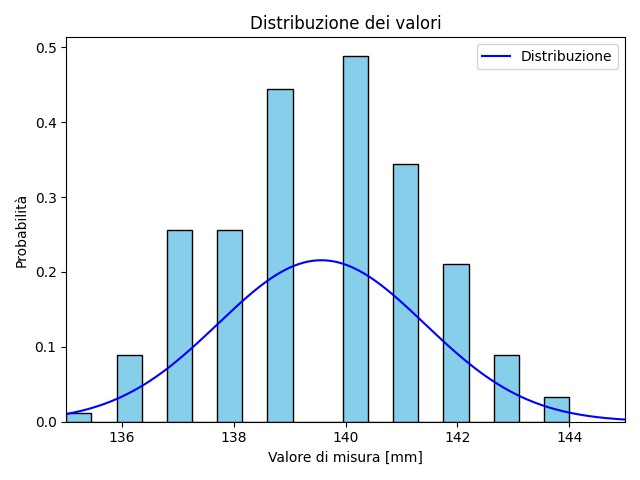 Distribuzione dei valori
Distribuzione
Probabilità
0.5
0.4
0.3
0.2
0.1
0.0
136
138
140
142
144
Valore di misura [mm]